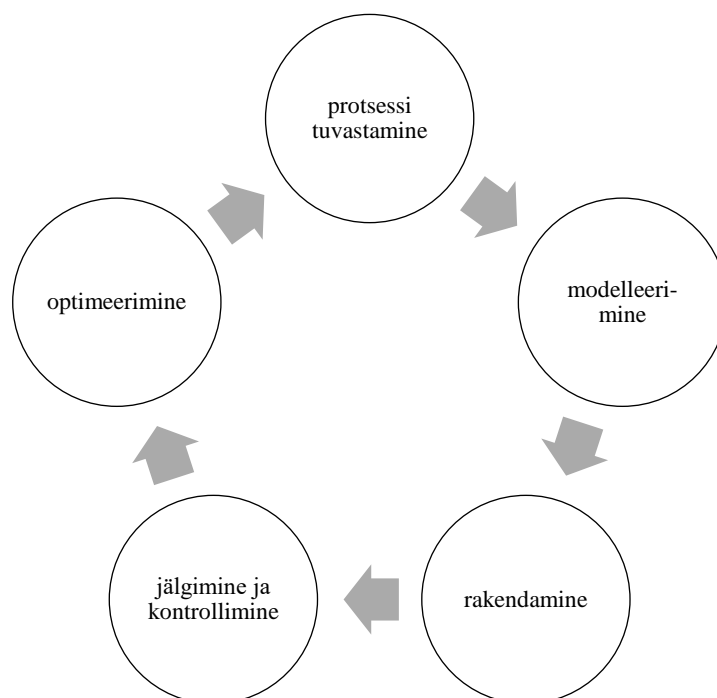 protsessi
tuvastamine
modelleeri-
mine
rakendamine
jälgimine ja
kontrollimine
optimeerimine